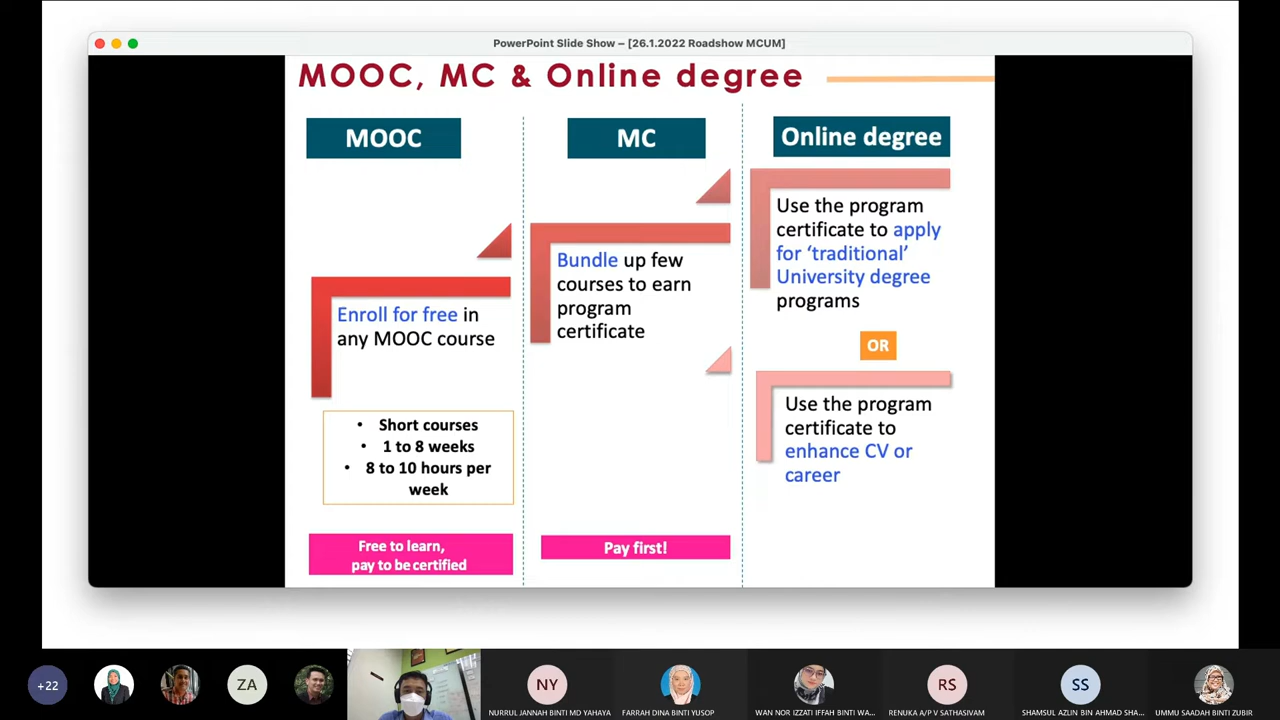 PowerPoint Slide Show – [26.1.2022 Roadshow MCUM]
MOOC, MC & Online degree
MOOC
Enroll for free in
any MOOC course
• Short courses
• 1 to 8 weeks
• 8 to 10 hours per
week
Free to learn,
pay to be certified
MC
Bundle up few
courses to earn
program
certificate
Pay first!
Online degree
Use the program
certificate to apply
for ‘traditional’
University degree
programs
OR
Use the program
certificate to
enhance CV or
career
+22
ZA
NY
RS
SS
NURRUL JANNAH BINTI MD YAHAYA
FARRAH DINA BINTI YUSOP
WAN NOR IZZATI IFFAH BINTI WA...
RENUKA A/P V SATHASIVAM
SHAMSUL AZLIN BIN AHMAD SHA...
UMMU SAADAH BINTI ZUBIR